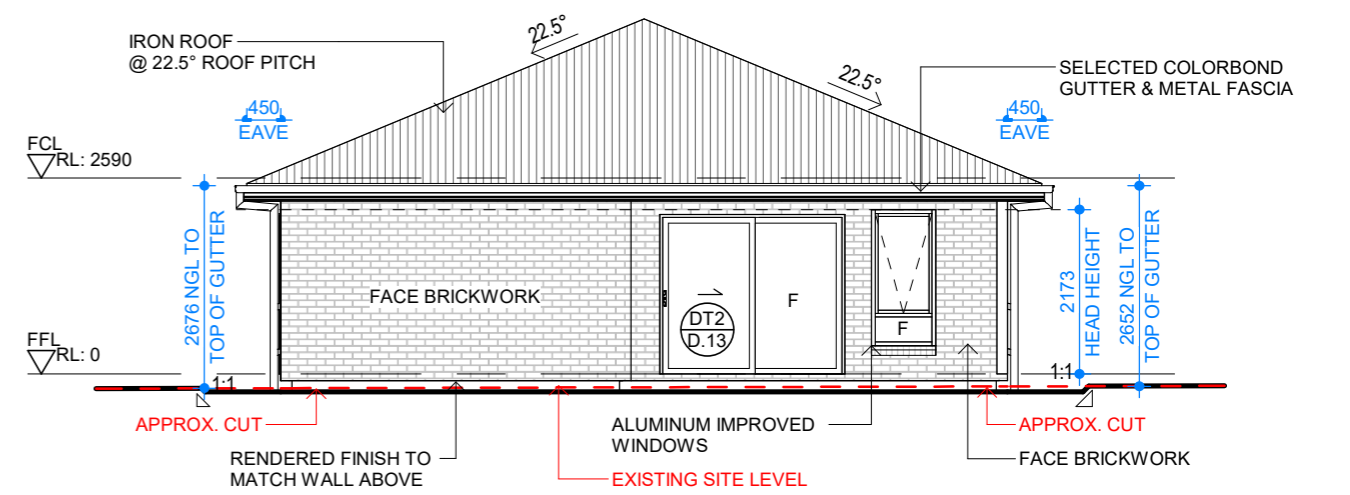 22.5°
IRON ROOF
@ 22.5° ROOF PITCH
22.5°
SELECTED COLORBOND
GUTTER & METAL FASCIA
450
EAVE
450
EAVE
FCL
RL: 2590
2676 NGL TO
TOP OF GUTTER
2173
HEAD HEIGHT
2652 NGL TO
TOP OF GUTTER
FACE BRICKWORK
F
F
DT2
D.13
FFL
RL: 0
1:1
1:1
APPROX. CUT
RENDERED FINISH TO
MATCH WALL ABOVE
EXISTING SITE LEVEL
ALUMINUM IMPROVED
WINDOWS
APPROX. CUT
FACE BRICKWORK